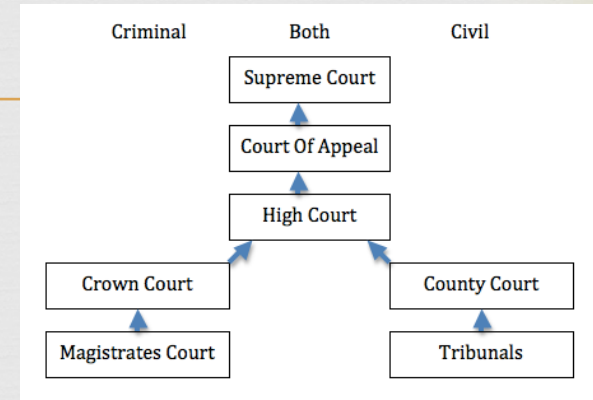 Criminal Both Civil
Supreme Court
Court Of Appeal
High Court
Crown Court County Court
Magistrates Court Tribunals